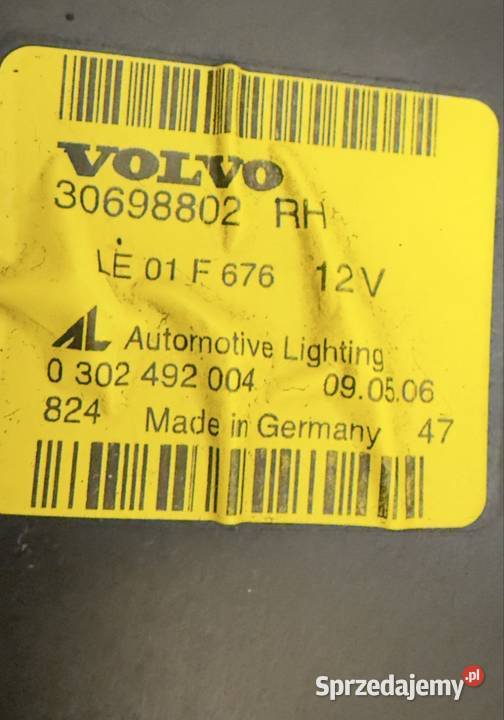 VOLVO
30698802 RH
LE 01 F 676 12V
AL Automotive Lighting
0 302 492 004 09.05.06
824 Made in Germany 47
Sprzedajemy.pl